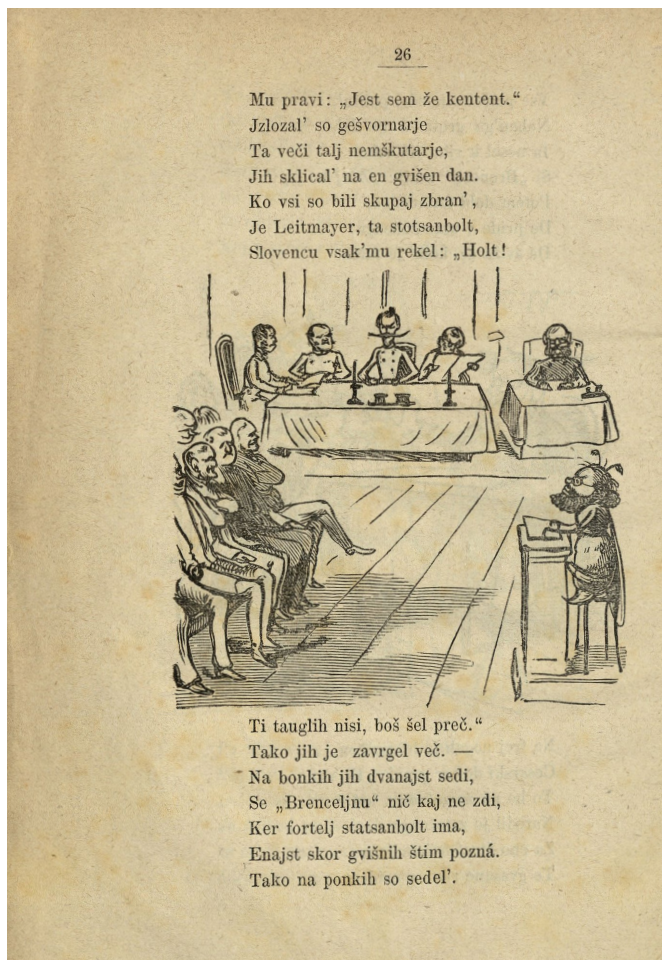 26
Mu pravi: „Jest sem že kentent.“
Jzlozal’ so gešvornarje
Ta veči talj nemškutarje,
Jih sklical’ na en gvišen dan.
Ko vsi so bili skupaj zbran’,
Je Leitmayer, ta stotsanbolt,
Slovencu vsak’mu rekel: „Holt!
Ti tauglih nisi, boš šel preč.“
Tako jih je zavrgel več. —
Na bonkih jih dvanajst sedi,
Se „Brenceljnu“ nič kaj ne zdi,
Ker fortelj statsanbolt ima,
Enajst skor gvišnih štim pozná.
Tako na ponkih so sedel’.